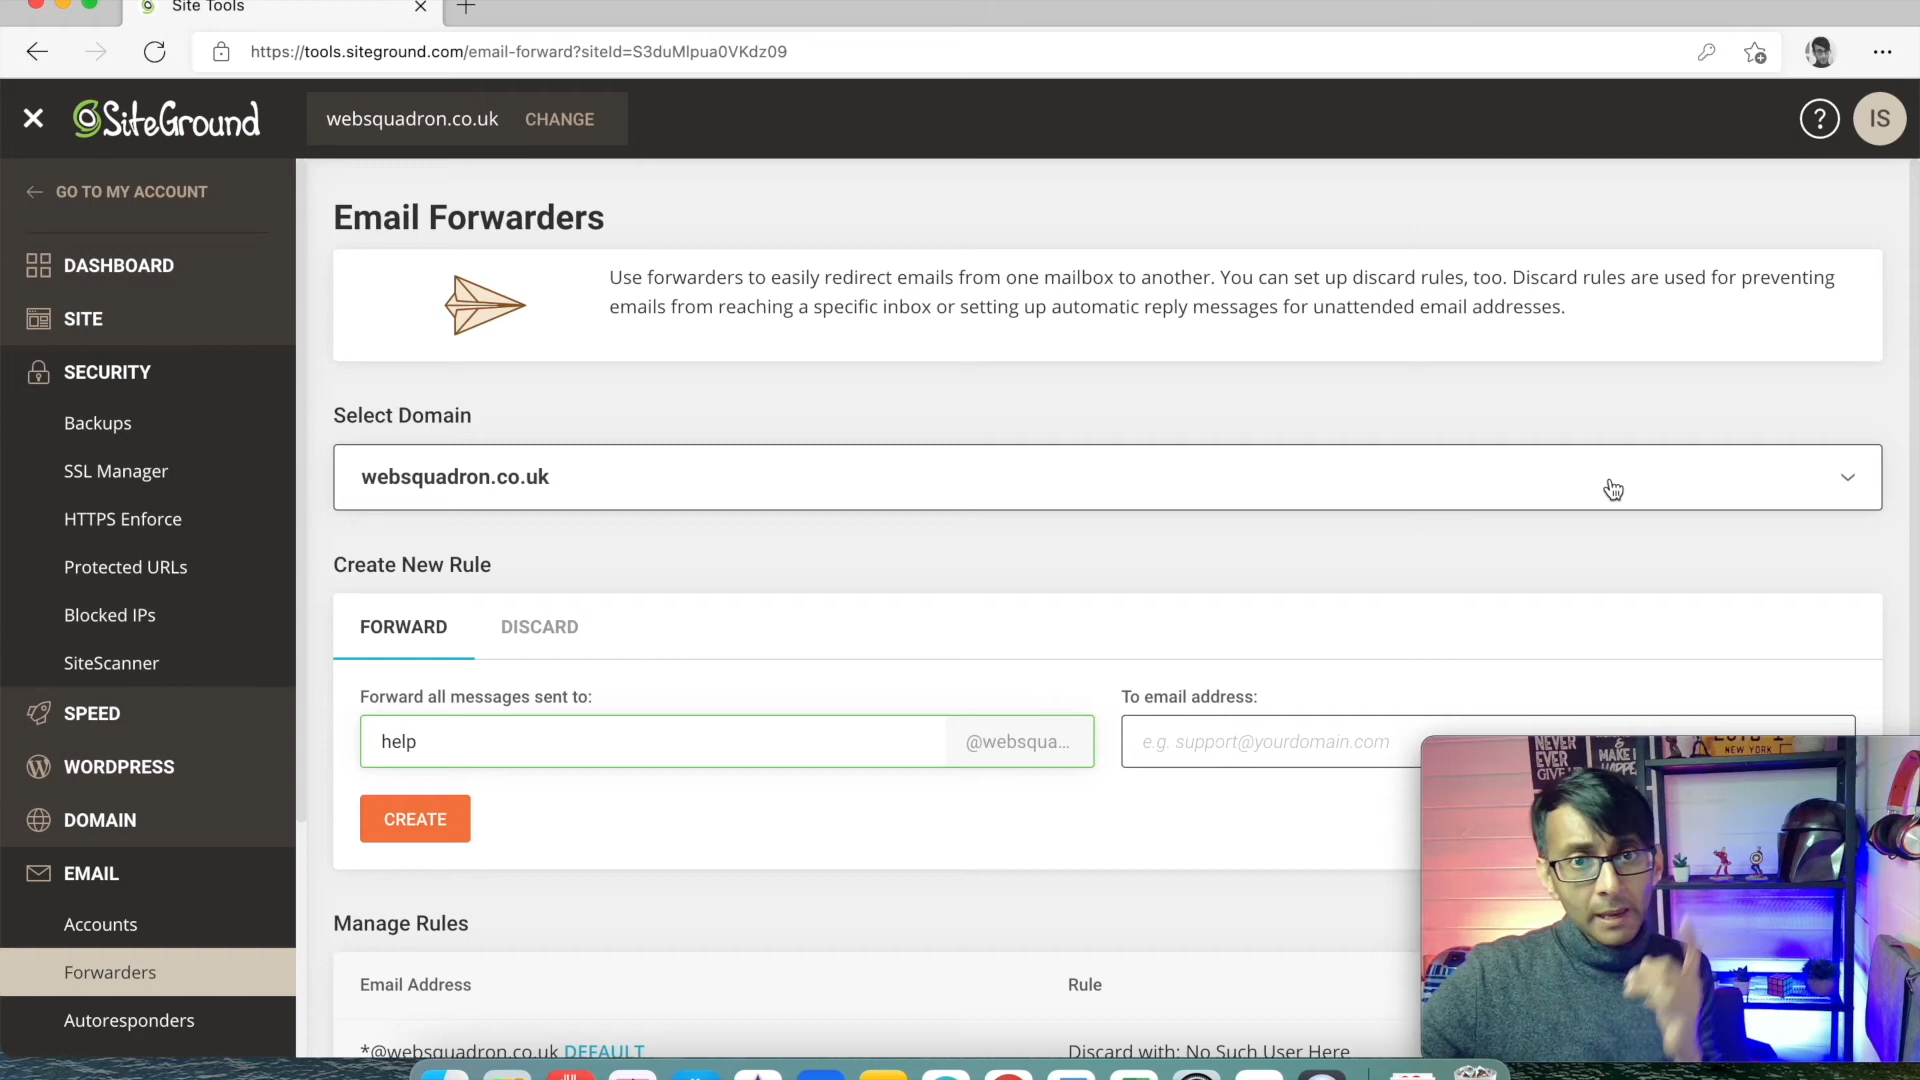 Site Tools
https://tools.siteground.com/email-forward?siteId=S3duMlpua0VKdz09
SiteGround
websquadron.co.uk CHANGE
?
IS
GO TO MY ACCOUNT
DASHBOARD
SITE
SECURITY
Backups
SSL Manager
HTTPS Enforce
Protected URLs
Blocked IPs
SiteScanner
SPEED
WORDPRESS
DOMAIN
EMAIL
Accounts
Forwarders
Autoresponders
Email Forwarders
Use forwarders to easily redirect emails from one mailbox to another. You can set up discard rules, too. Discard rules are used for preventing
emails from reaching a specific inbox or setting up automatic reply messages for unattended email addresses.
Select Domain
websquadron.co.uk
Create New Rule
FORWARD DISCARD
Forward all messages sent to:
help @websqua...
To email address:
e.g. support@yourdomain.com
CREATE
Manage Rules
Email Address Rule
*@websquadron.co.uk DEFAULT Discard with: No Such User Here
NEVER
EVER
GIVE
MAKE I
NEW YORK